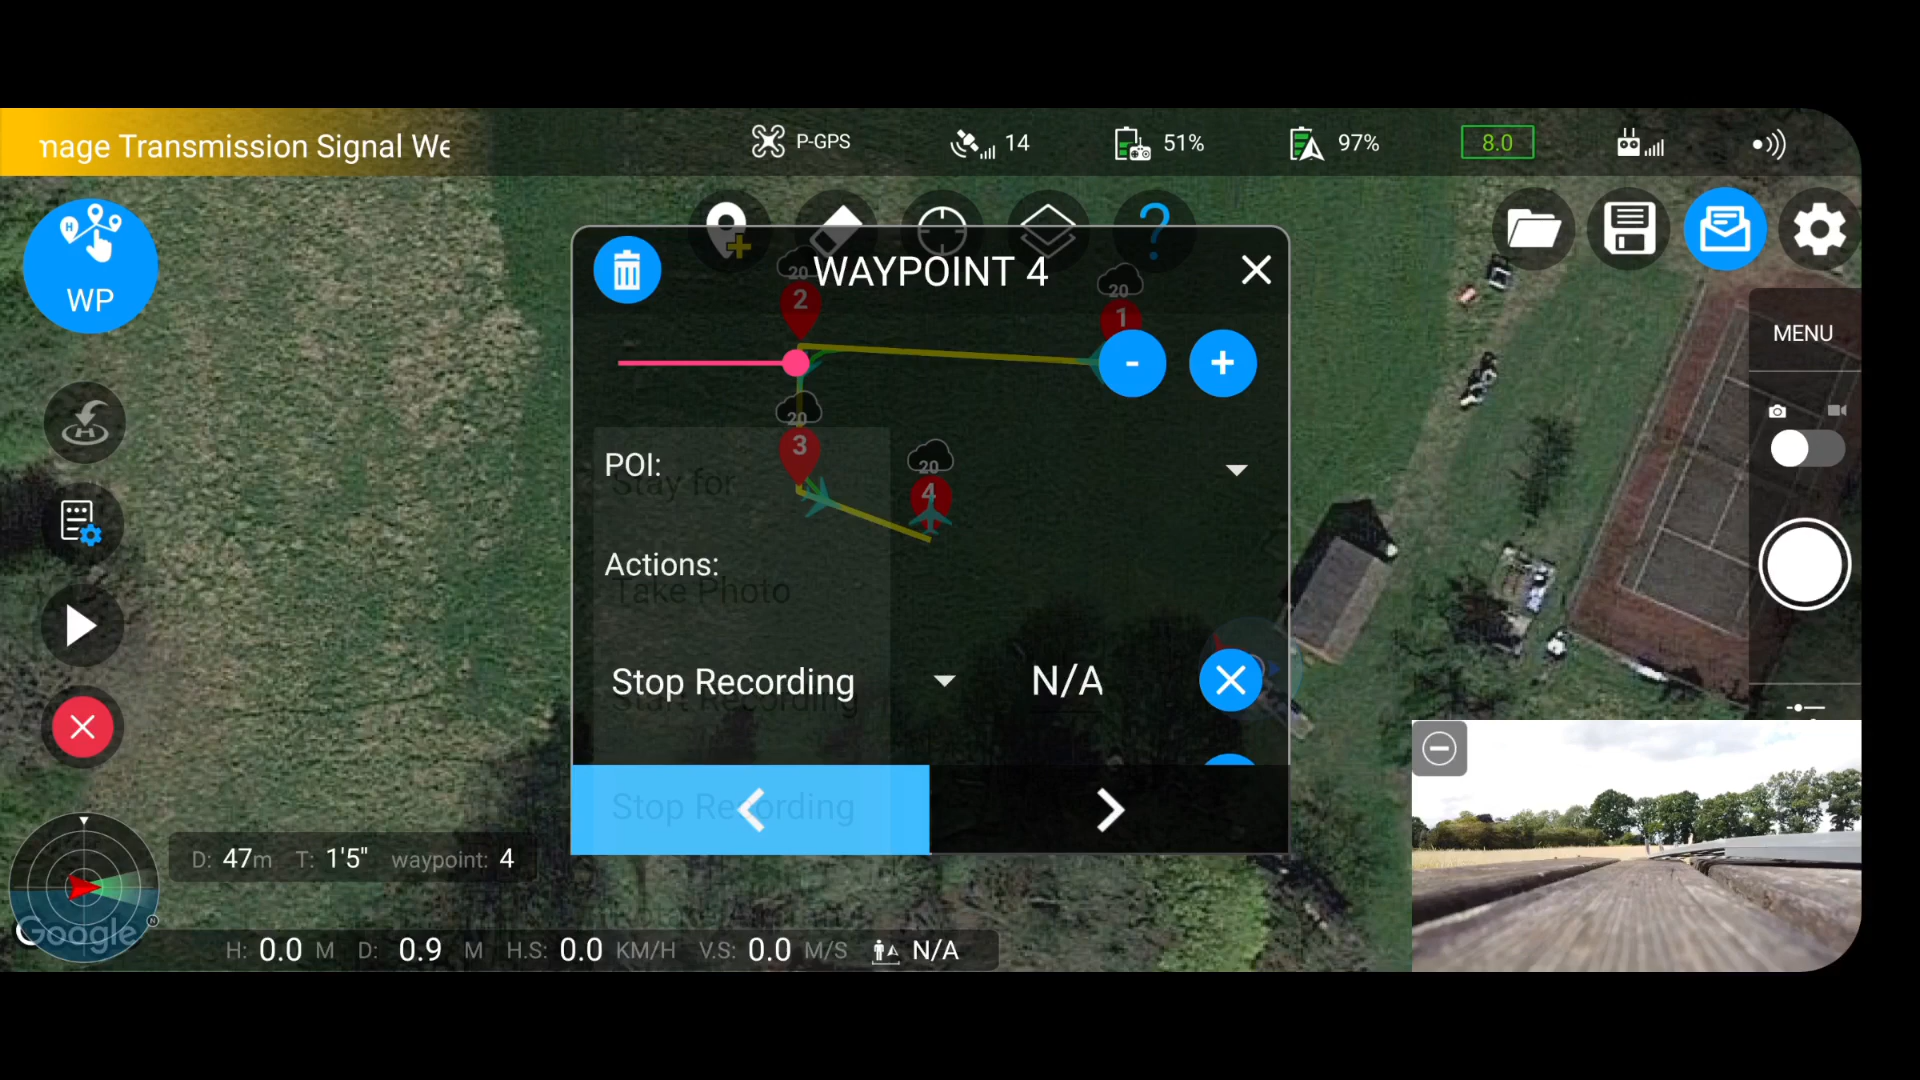 mage Transmission Signal We
P-GPS
14
51%
97%
8.0
WP
20
WAYPOINT 4
2
20
1
-
+
MENU
20
3
POI:
Stay for
20
4
Actions:
Take Photo
Stop Recording
N/A
Start Recording
Stop Recording
D: 47m T: 1'5" waypoint: 4
Google
N
H: 0.0 M D: 0.9 M H.S: 0.0 KM/H V.S: 0.0 M/S N/A